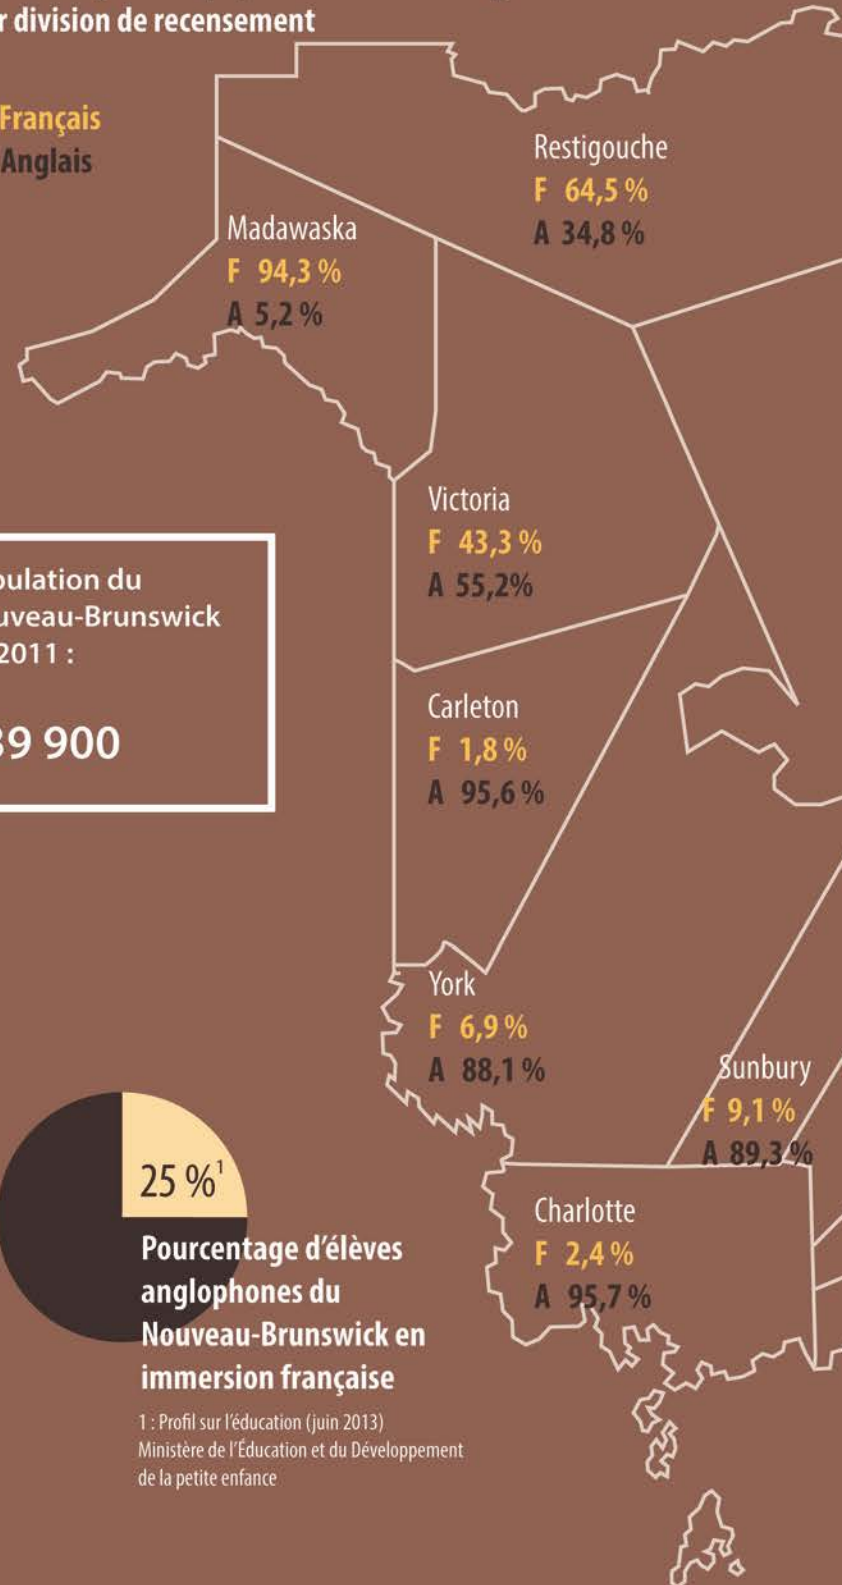 r division de recensement
Français
Anglais
Restigouche
F 64,5 %
A 34,8 %
Madawaska
F 94,3 %
A 5,2 %
Victoria
F 43,3 %
A 55,2%
pulation du
uveau-Brunswick
2011 :
39 900
Carleton
F 1,8 %
A 95,6 %
York
F 6,9 %
A 88,1 %
Sunbury
F 9,1 %
A 89,3 %
25 %¹
Pourcentage d'élèves
anglophones du
Nouveau-Brunswick en
immersion française
1 : Profil sur l'éducation (juin 2013)
Ministère de l'Éducation et du Développement
de la petite enfance
Charlotte
F 2,4 %
A 95,7 %